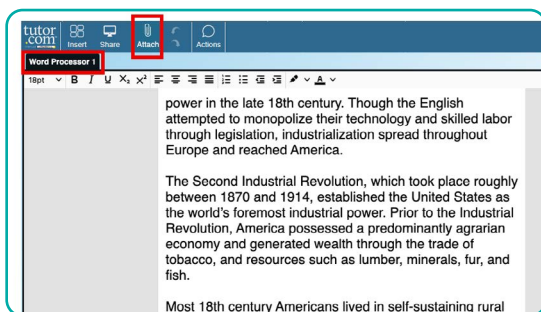 tutor
.com
Insert
Share
Attach
Actions
Word Processor 1
18pt B I U X₂ X² A
power in the late 18th century. Though the English
attempted to monopolize their technology and skilled labor
through legislation, industrialization spread throughout
Europe and reached America.
The Second Industrial Revolution, which took place roughly
between 1870 and 1914, established the United States as
the world's foremost industrial power. Prior to the Industrial
Revolution, America possessed a predominantly agrarian
economy and generated wealth through the trade of
tobacco, and resources such as lumber, minerals, fur, and
fish.
Most 18th century Americans lived in self-sustaining rural